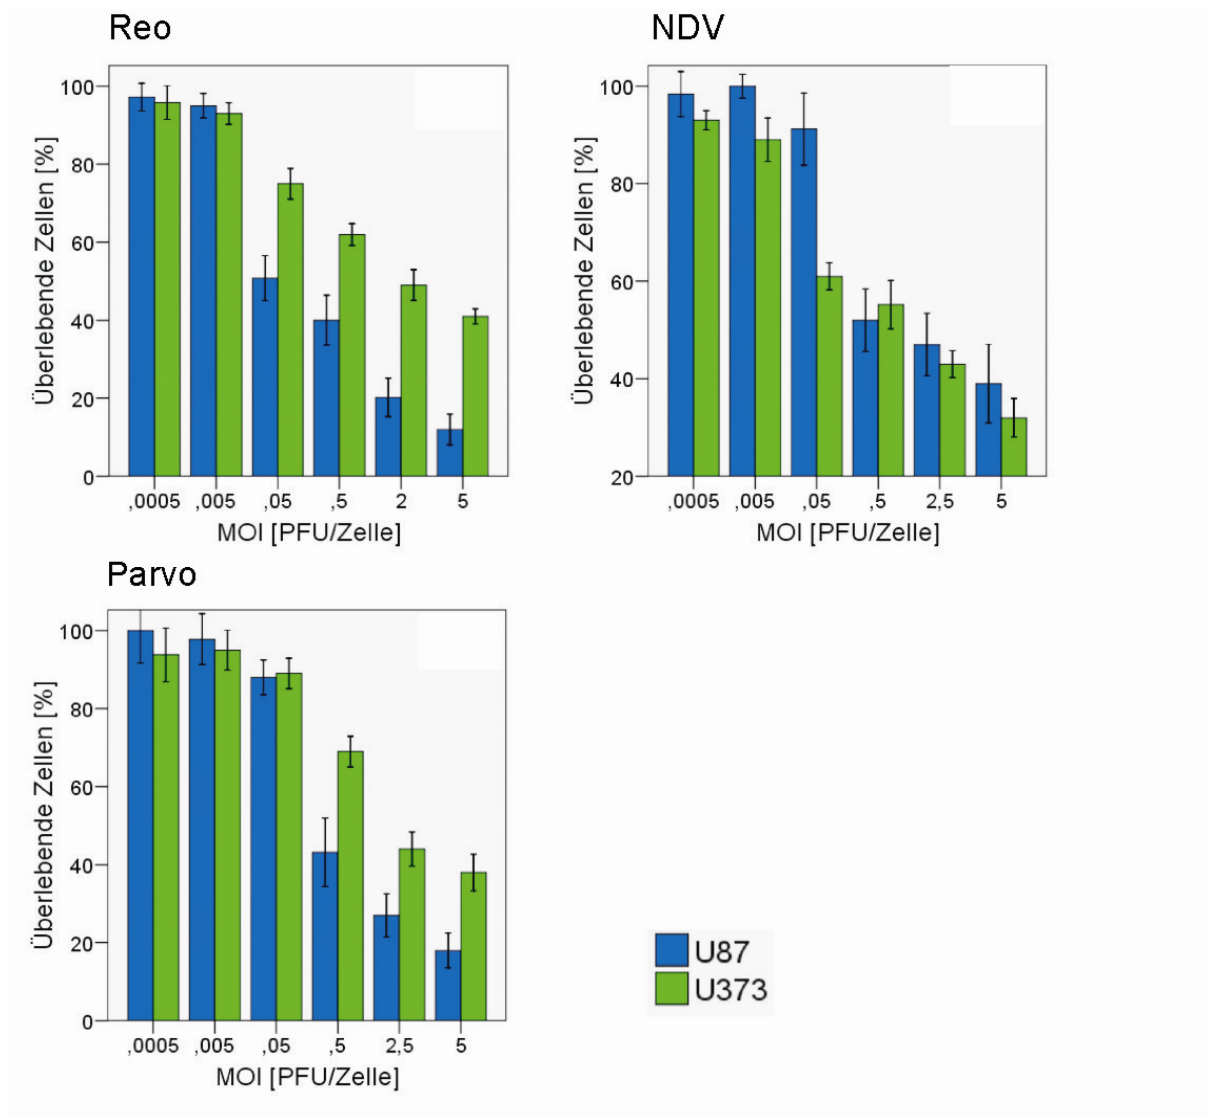 Reo
Überlebende Zellen [%]
100
80
60
40
20
0
,0005 ,005 ,05 ,5 2 5
MOI [PFU/Zelle]
NDV
Überlebende Zellen [%]
100
80
60
40
20
,0005 ,005 ,05 ,5 2,5 5
MOI [PFU/Zelle]
Parvo
Überlebende Zellen [%]
100
80
60
40
20
0
,0005 ,005 ,05 ,5 2,5 5
MOI [PFU/Zelle]
U87
U373